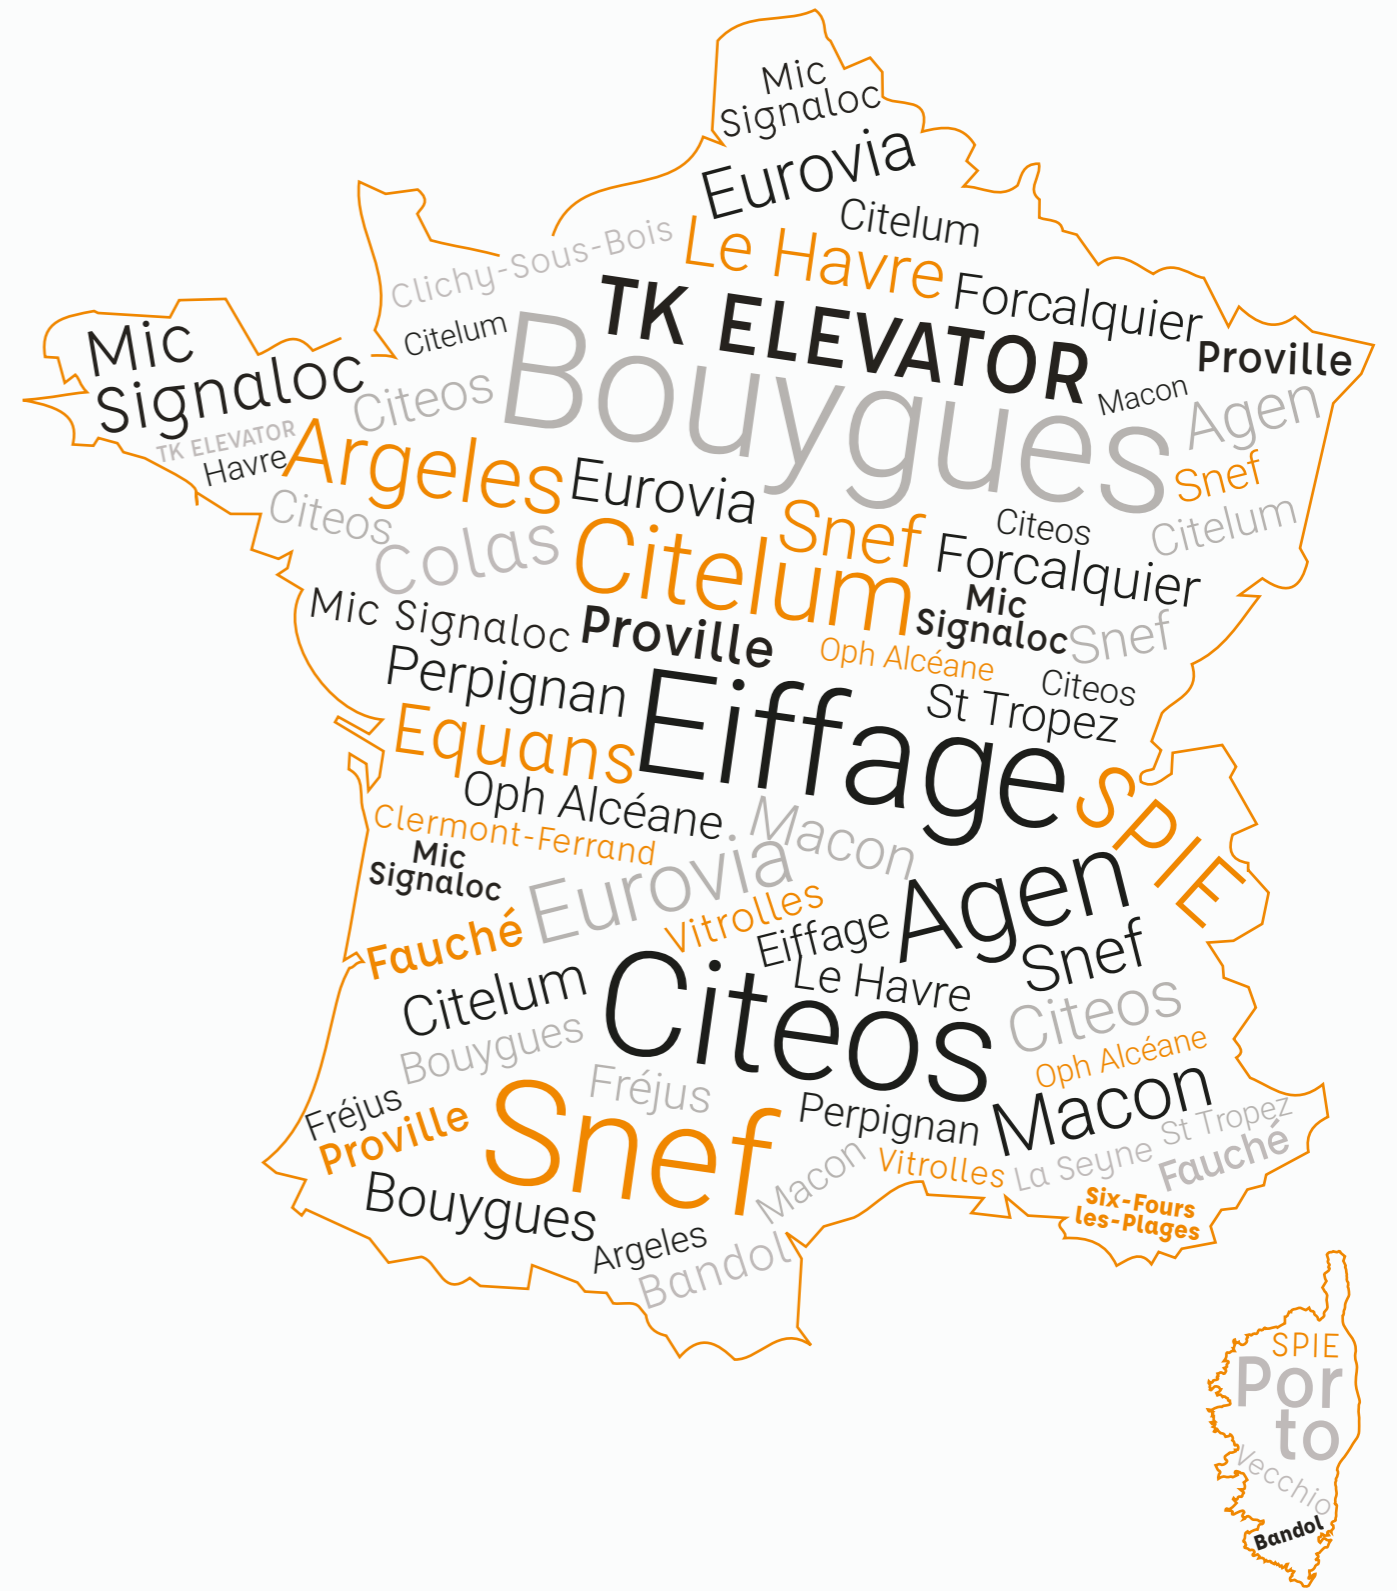 Mic
Signaloc
Eurovia
Citelum
Clichy-Sous-Bois
Le Havre
Forcalquier
TK ELEVATOR
Mic
Signaloc
Citelum
Bouygues
Proville
Macon
Agen
Citeos
TK ELEVATOR
Havre
Argeles
Eurovia
Snef
Citelum
Citeos
Colas
Citelum
Snef
Citeos
Forcalquier
Mic Signaloc
Proville
Mic
Signaloc
Snef
Oph Alcéane
Perpignan
Eiffage
Citeos
St Tropez
Equans
Oph Alcéane
SPIE
Clermont-Ferrand
Macon
Mic
Signaloc
Eurovia
Vitrolles
Agen
Fauché
Eiffage
Snef
Citelum
Citeos
Le Havre
Citeos
Bouygues
Oph Alcéane
Fréjus
Macon
Fréjus
Proville
Snef
Perpignan
St Tropez
Macon
Vitrolles
La Seyne
Fauché
Bouygues
Six-Fours
les-Plages
Argeles
Bandol
SPIE
Por
to
Vecchio
Bandol